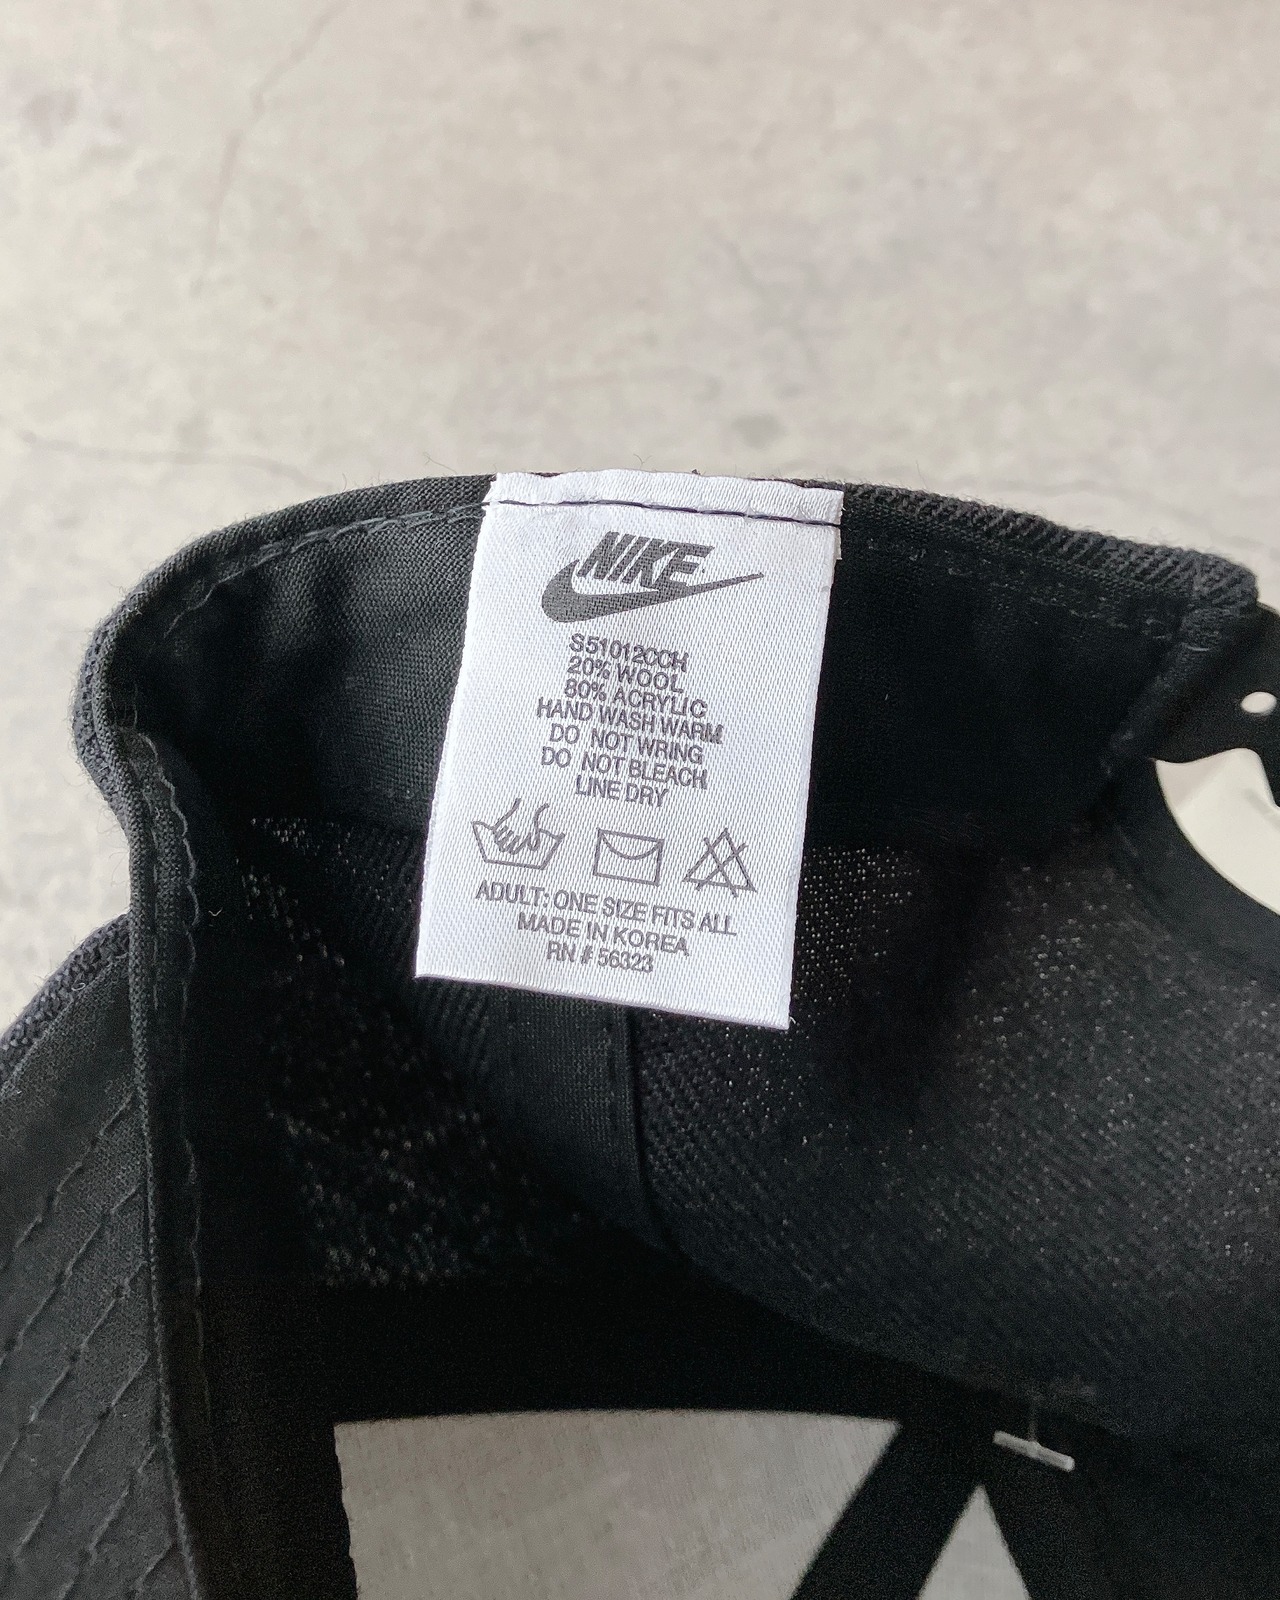 NIKE
S51012CCH
20% WOOL
80% ACRYLIC
HAND WASH WARM
DO NOT WRING
DO NOT BLEACH
LINE DRY
ADULT: ONE SIZE FITS ALL
MADE IN KOREA
RN # 56323